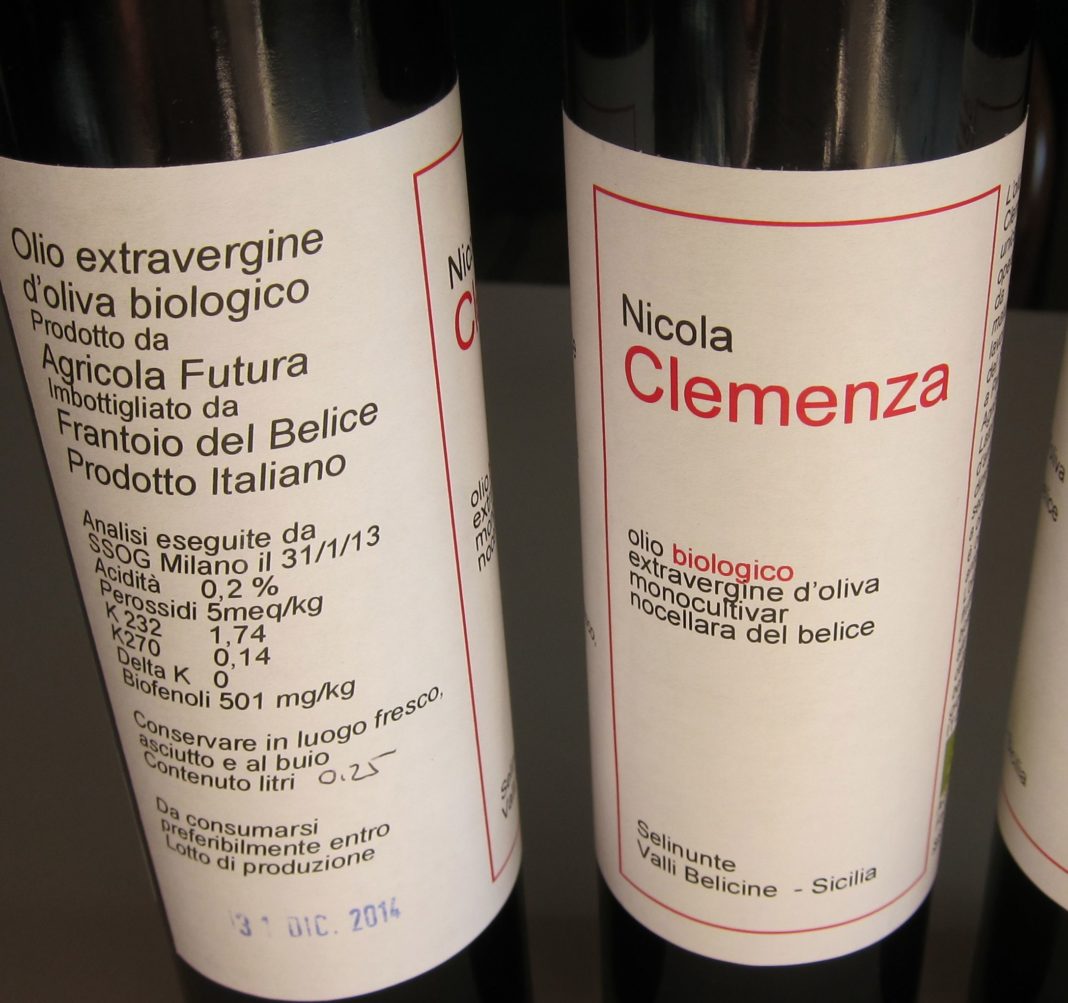 Olio extravergine
d'oliva biologico
Prodotto da
Agricola Futura
Imbottigliato da
Frantoio del Belice
Prodotto Italiano
Analisi eseguite da
SSOG Milano il 31/1/13
Acidità 0,2 %
Perossidi 5meq/kg
K 232 1,74
K270 0,14
Delta K 0
Biofenoli 501 mg/kg
Conservare in luogo fresco,
asciutto e al buio
Contenuto litri 0.25
Da consumarsi
preferibilmente entro
Lotto di produzione
31 DIC. 2014
Nicola
Clemenza
olio biologico
extravergine d'oliva
monocultivar
nocellara del belice
Selinunte
Valli Belicine - Sicilia